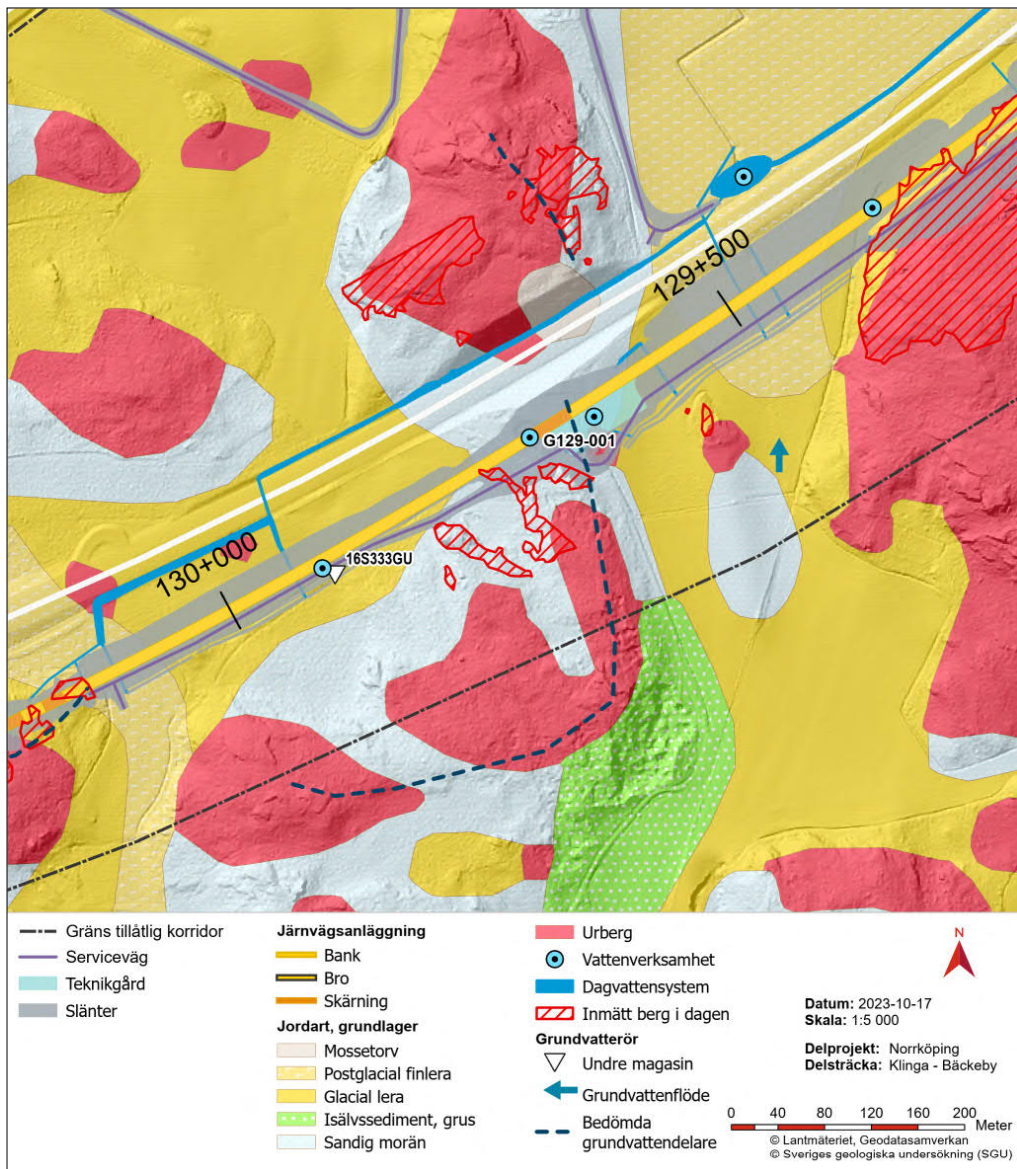 129+500
G129-001
16S333GU
130+000
Gräns tillåtlig korridor
Serviceväg
Teknikgård
Slänter
Järnvägsanläggning
Bank
Bro
Skärning
Jordart, grundlager
Mossetorv
Postglacial finlera
Glacial lera
Isälvssediment, grus
Sandig morän
Urberg
Vattenverksamhet
Dagvattensystem
Inmätt berg i dagen
Grundvatterör
Undre magasin
Grundvattenflöde
Bedömda
grundvattendelare
N
Datum: 2023-10-17
Skala: 1:5 000
Delprojekt: Norrköping
Delsträcka: Klinga - Bäckeby
0 40 80 120 160 200 Meter
© Lantmäteriet, Geodatasamverkan
© Sveriges geologiska undersökning (SGU)